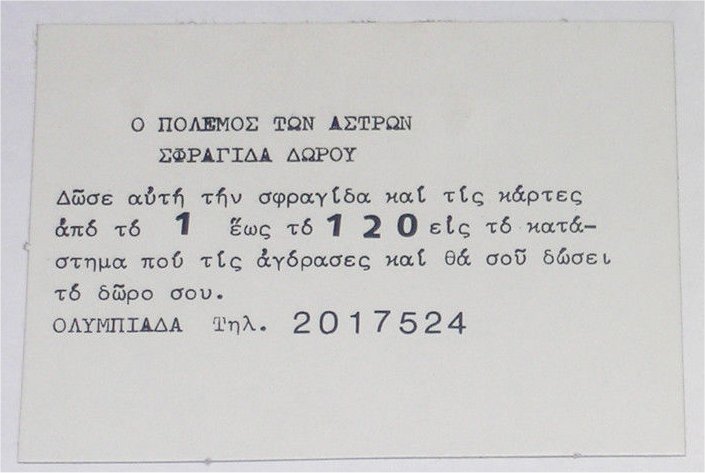 Ο ΠΟΛΕΜΟΣ ΤΩΝ ΑΣΤΡΩΝ
ΣΦΡΑΓΙΔΑ ΔΩΡΟΥ
Δῶσε αὐτή τήν σφραγίδα καί τίς κάρτες
ἀπό τό 1 ἕως τό 120 εἰς τό κατά-
στημα πού τίς ἀγόρασες καί θά σοῦ δώσει
τό δῶρο σου.
ΟΛΥΜΠΙΑΔΑ Τηλ. 2017524